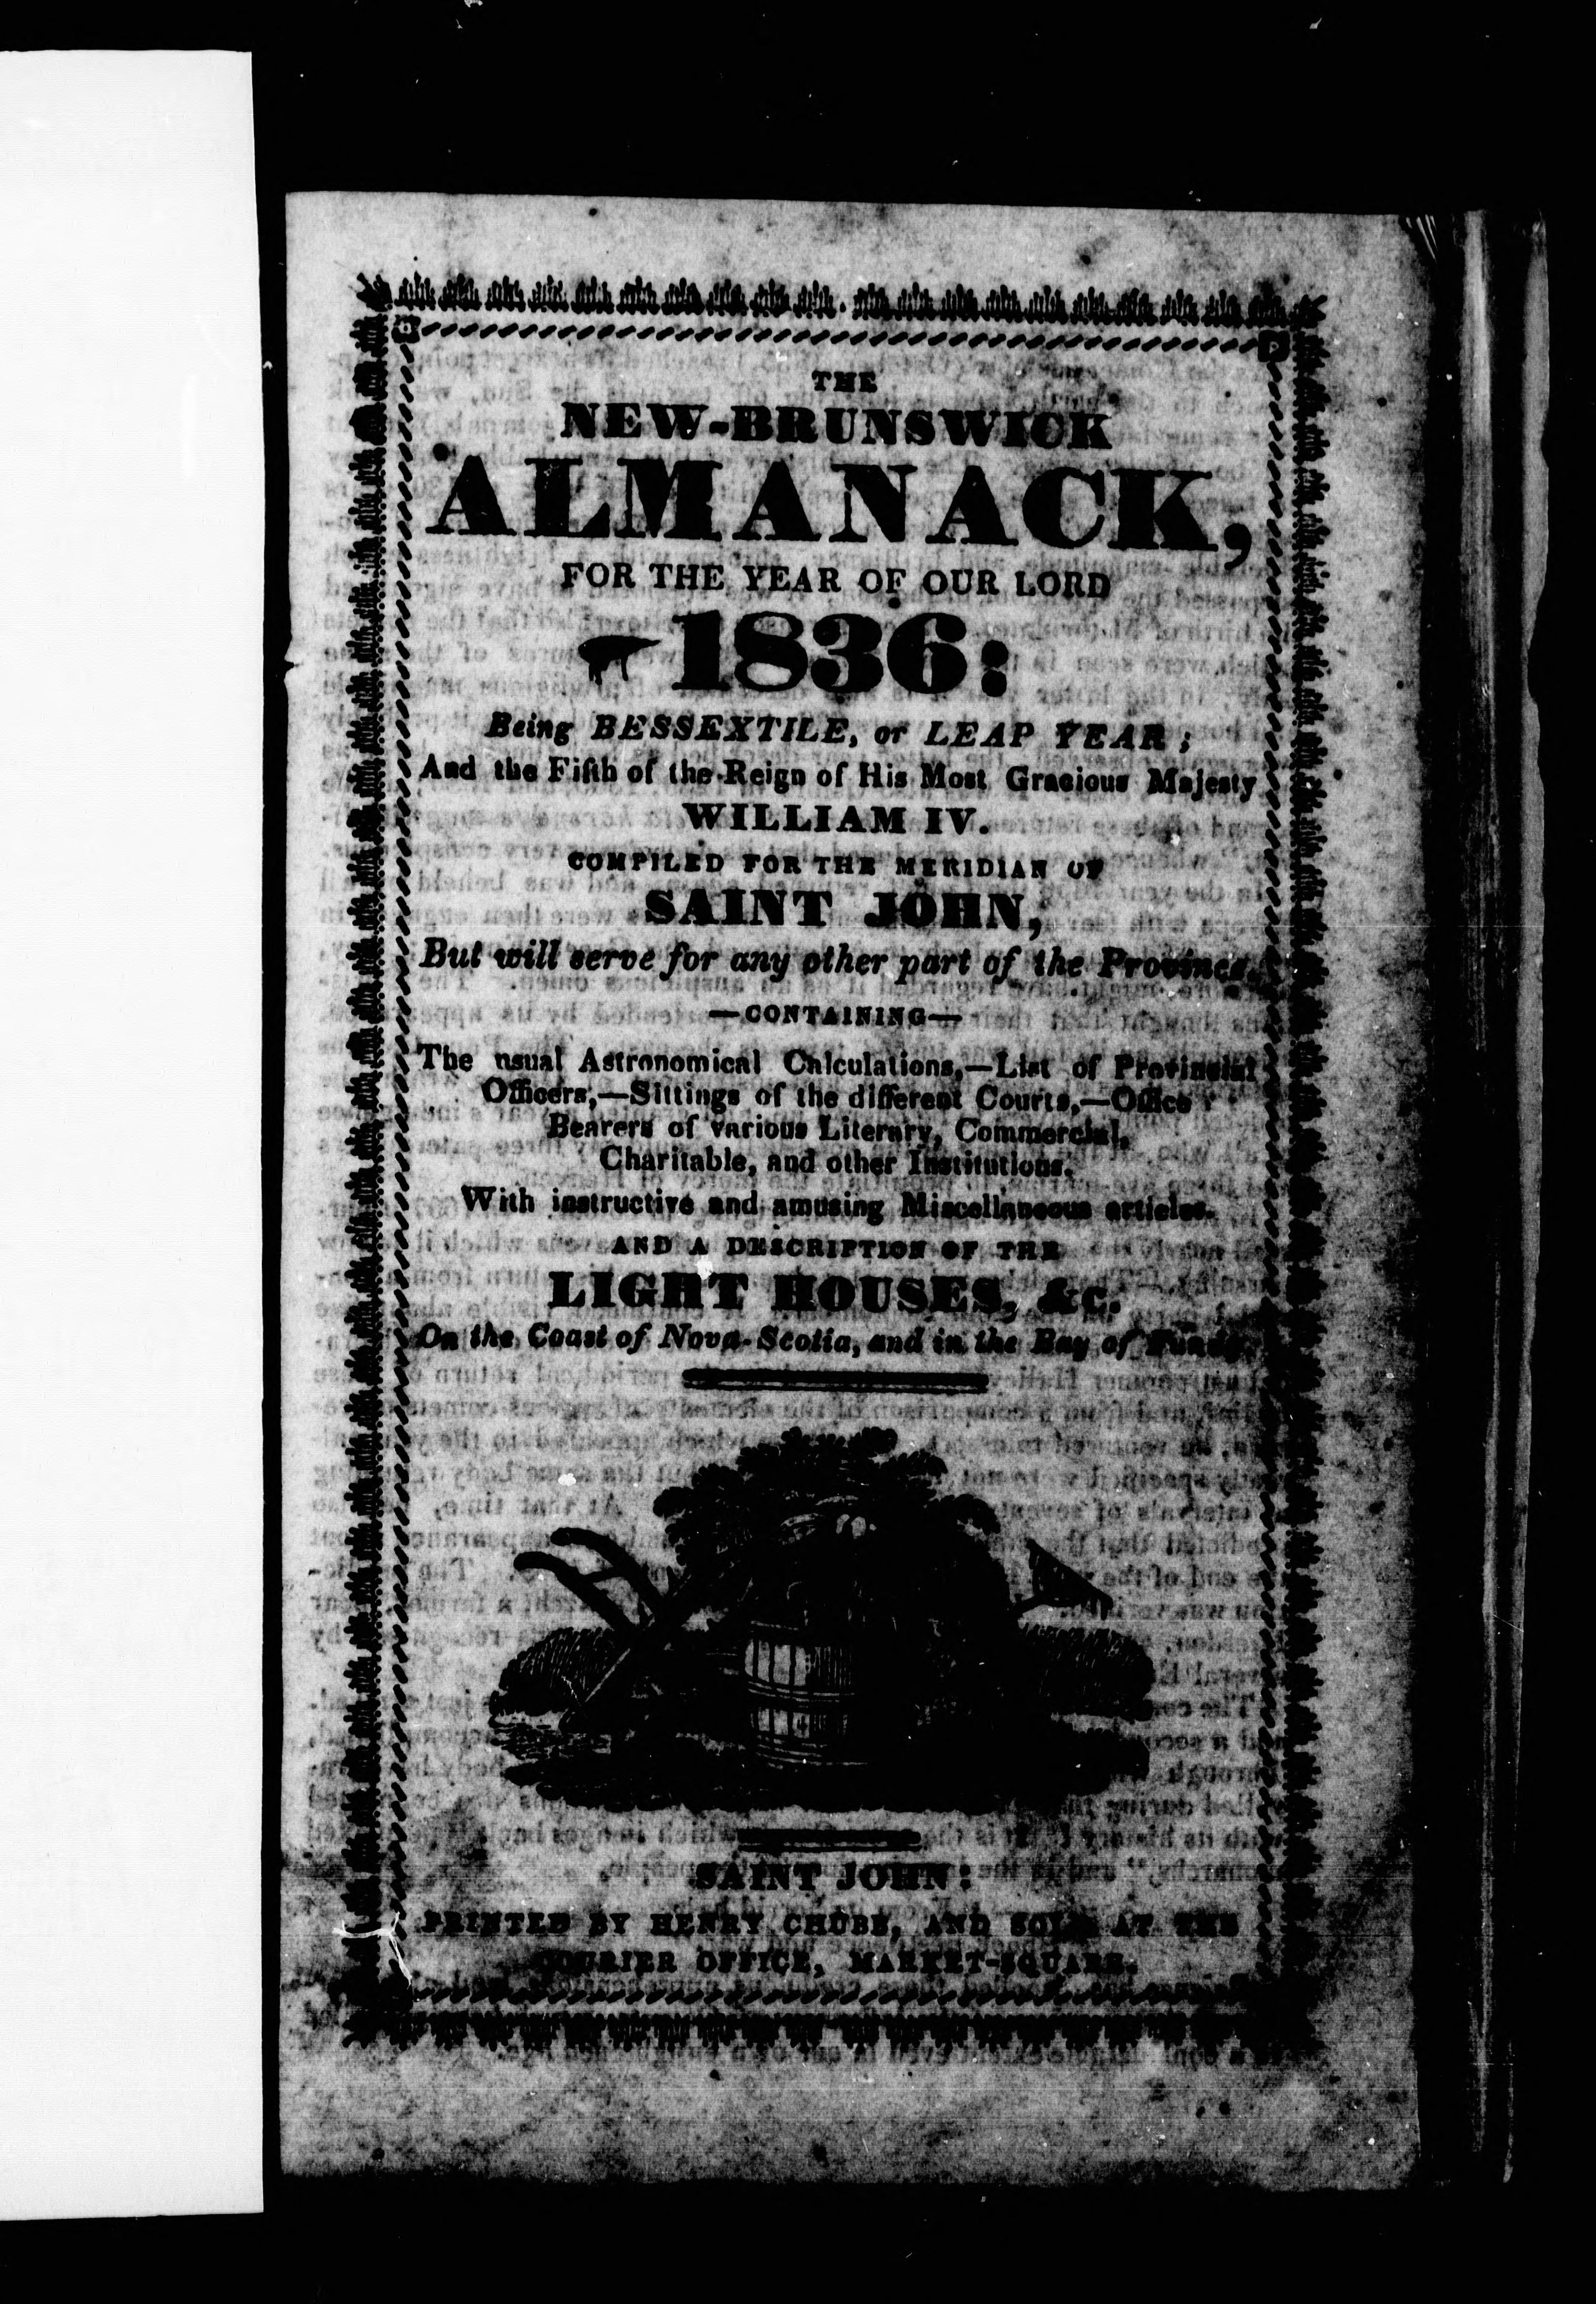 THE
NEW-BRUNSWICK
ALMANACK,
FOR THE YEAR OF OUR LORD
1836:
Being BESSEXTILE, or LEAP YEAR;
And the Fifth of the Reign of His Most Gracious Majesty
WILLIAM IV.
COMPILED FOR THE MERIDIAN OF
SAINT JOHN,
But will serve for any other part of the Province.
—CONTAINING—
The usual Astronomical Calculations,—List of Provincial
Officers,—Sittings of the different Courts,—Office
Bearers of various Literary, Commercial,
Charitable, and other Institutions.
With instructive and amusing Miscellaneous articles.
AND A DESCRIPTION OF THE
LIGHT HOUSES, &c.
On the Coast of Nova-Scotia, and in the Bay of Fundy.
SAINT JOHN:
PRINTED BY HENRY CHUBB, AND SOLD AT THE
COURIER OFFICE, MARKET-SQUARE.